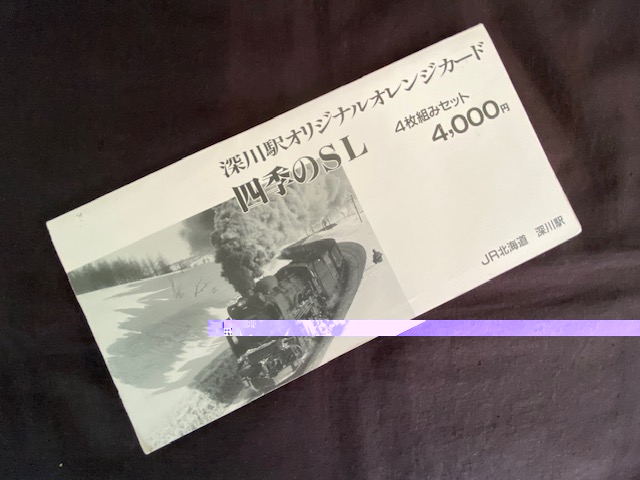 深川駅オリジナルオレンジカード
四季のSL
4枚組みセット
4,000円
JR北海道　深川駅